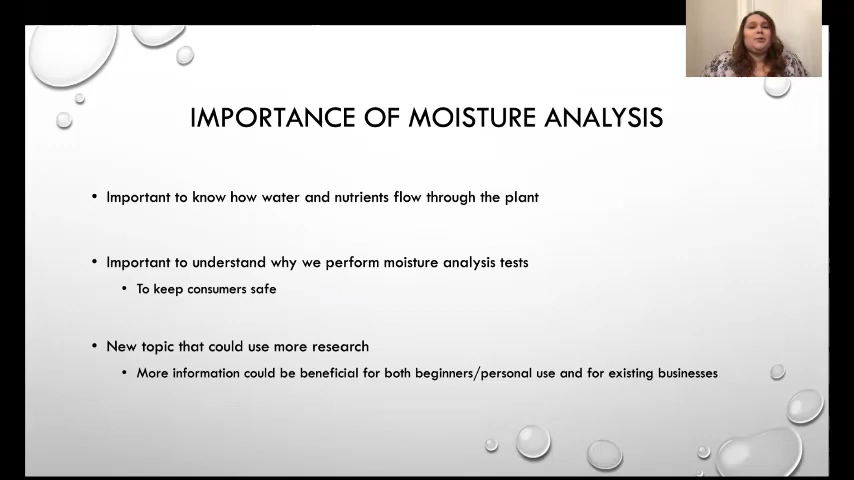 IMPORTANCE OF MOISTURE ANALYSIS
• Important to know how water and nutrients flow through the plant
• Important to understand why we perform moisture analysis tests
• To keep consumers safe
• New topic that could use more research
• More information could be beneficial for both beginners/personal use and for existing businesses